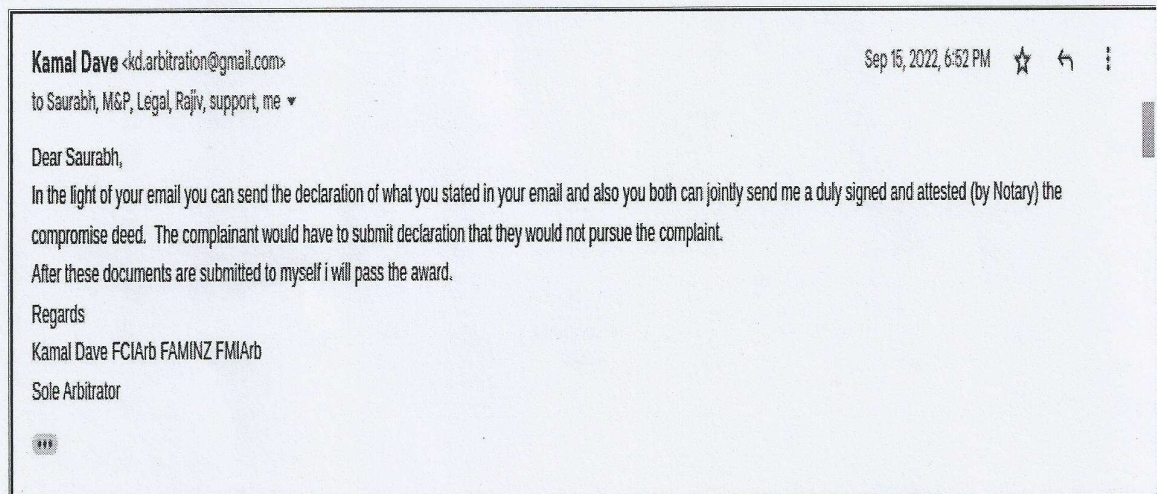 Kamal Dave <kd.arbitration@gmail.com>
Sep 15, 2022, 6:52 PM
to Saurabh, M&P, Legal, Rajiv, support, me
Dear Saurabh,
In the light of your email you can send the declaration of what you stated in your email and also you both can jointly send me a duly signed and attested (by Notary) the
compromise deed.  The complainant would have to submit declaration that they would not pursue the complaint.
After these documents are submitted to myself i will pass the award.
Regards
Kamal Dave FCIArb FAMINZ FMIArb
Sole Arbitrator